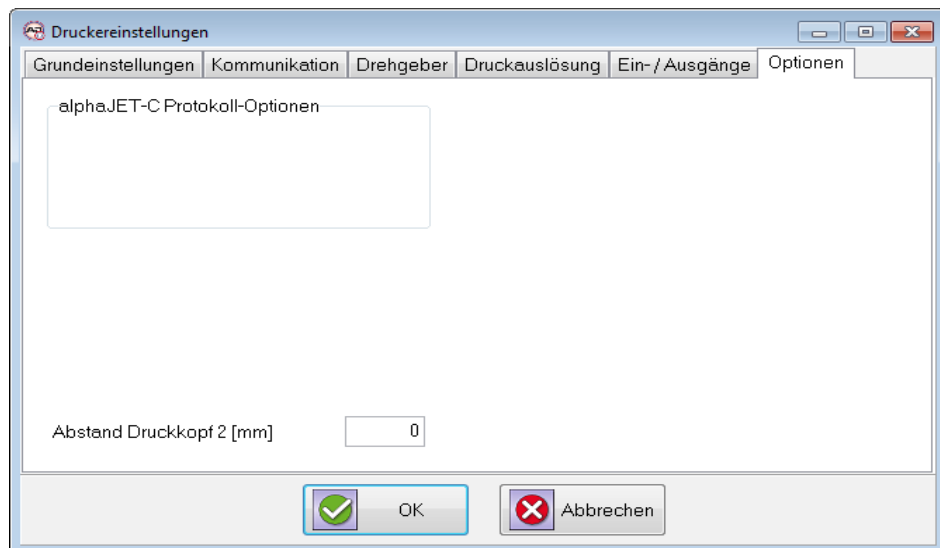 Druckereinstellungen
Grundeinstellungen Kommunikation Drehgeber Druckauslösung Ein-/Ausgänge Optionen
alphaJET-C Protokoll-Optionen
Abstand Druckkopf 2 [mm] 0
OK Abbrechen